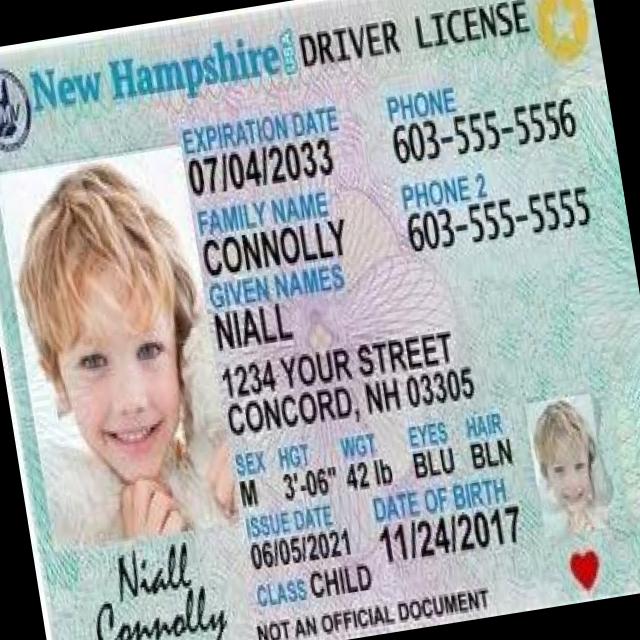 New Hampshire USA DRIVER LICENSE
EXPIRATION DATE
07/04/2033
PHONE
603-555-5556
FAMILY NAME
CONNOLLY
PHONE 2
603-555-5555
GIVEN NAMES
NIALL
1234 YOUR STREET
CONCORD, NH 03305
SEX HGT WGT EYES HAIR
M 3'-06" 42 lb BLU BLN
ISSUE DATE
06/05/2021
DATE OF BIRTH
11/24/2017
CLASS CHILD
NOT AN OFFICIAL DOCUMENT
Niall
Connolly